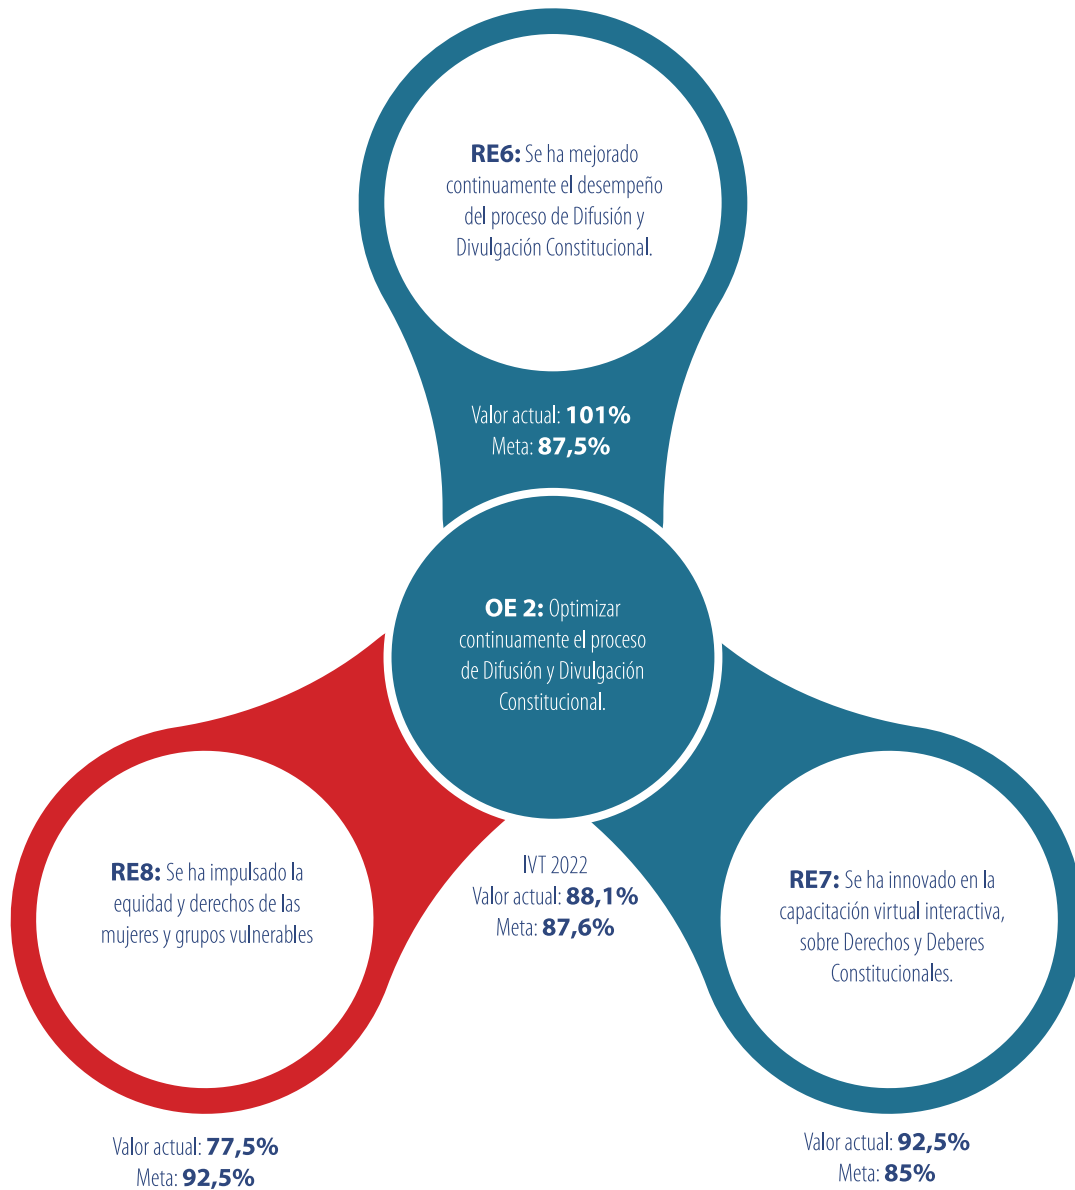 RE6: Se ha mejorado
continuamente el desempeño
del proceso de Difusión y
Divulgación Constitucional.
Valor actual: 101%
Meta: 87,5%
OE 2: Optimizar
continuamente el proceso
de Difusión y Divulgación
Constitucional.
RE8: Se ha impulsado la
equidad y derechos de las
mujeres y grupos vulnerables
IVT 2022
Valor actual: 88,1%
Meta: 87,6%
RE7: Se ha innovado en la
capacitación virtual interactiva,
sobre Derechos y Deberes
Constitucionales.
Valor actual: 77,5%
Meta: 92,5%
Valor actual: 92,5%
Meta: 85%